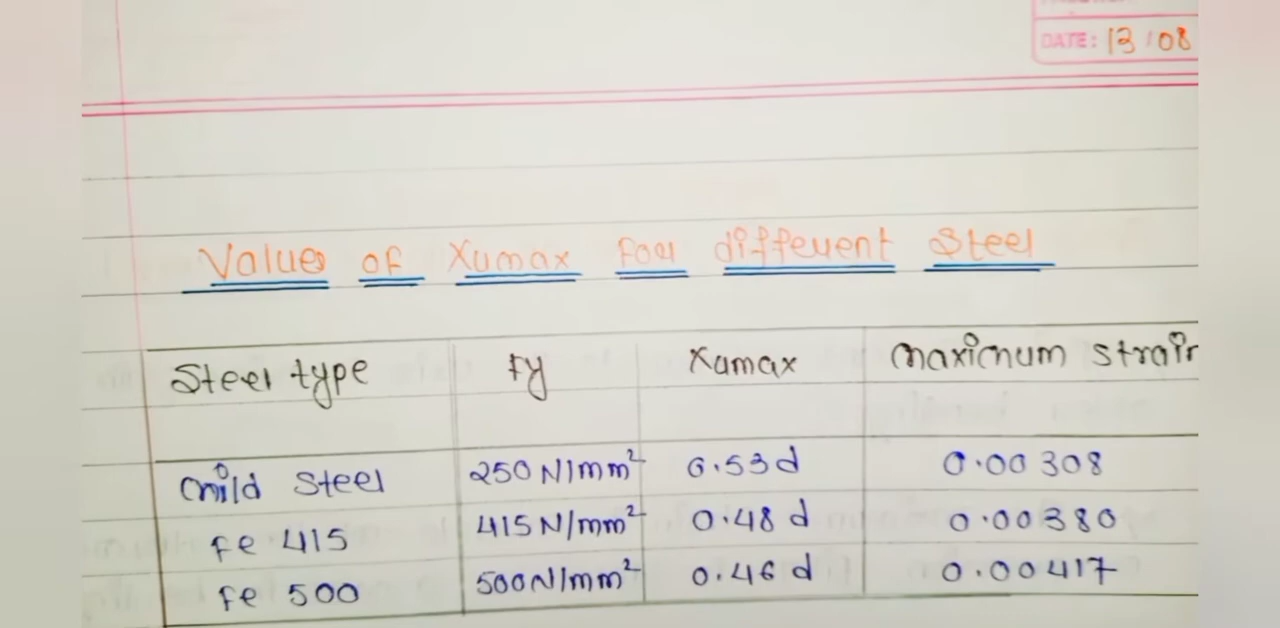 DATE: 13/08
Values of Xumax for different Steel
Steel type fy Xumax Maximum strain
Mild Steel 250 N/mm² 0.53d 0.00308
fe 415 415 N/mm² 0.48 d 0.00380
fe 500 500N/mm² 0.46 d 0.00417